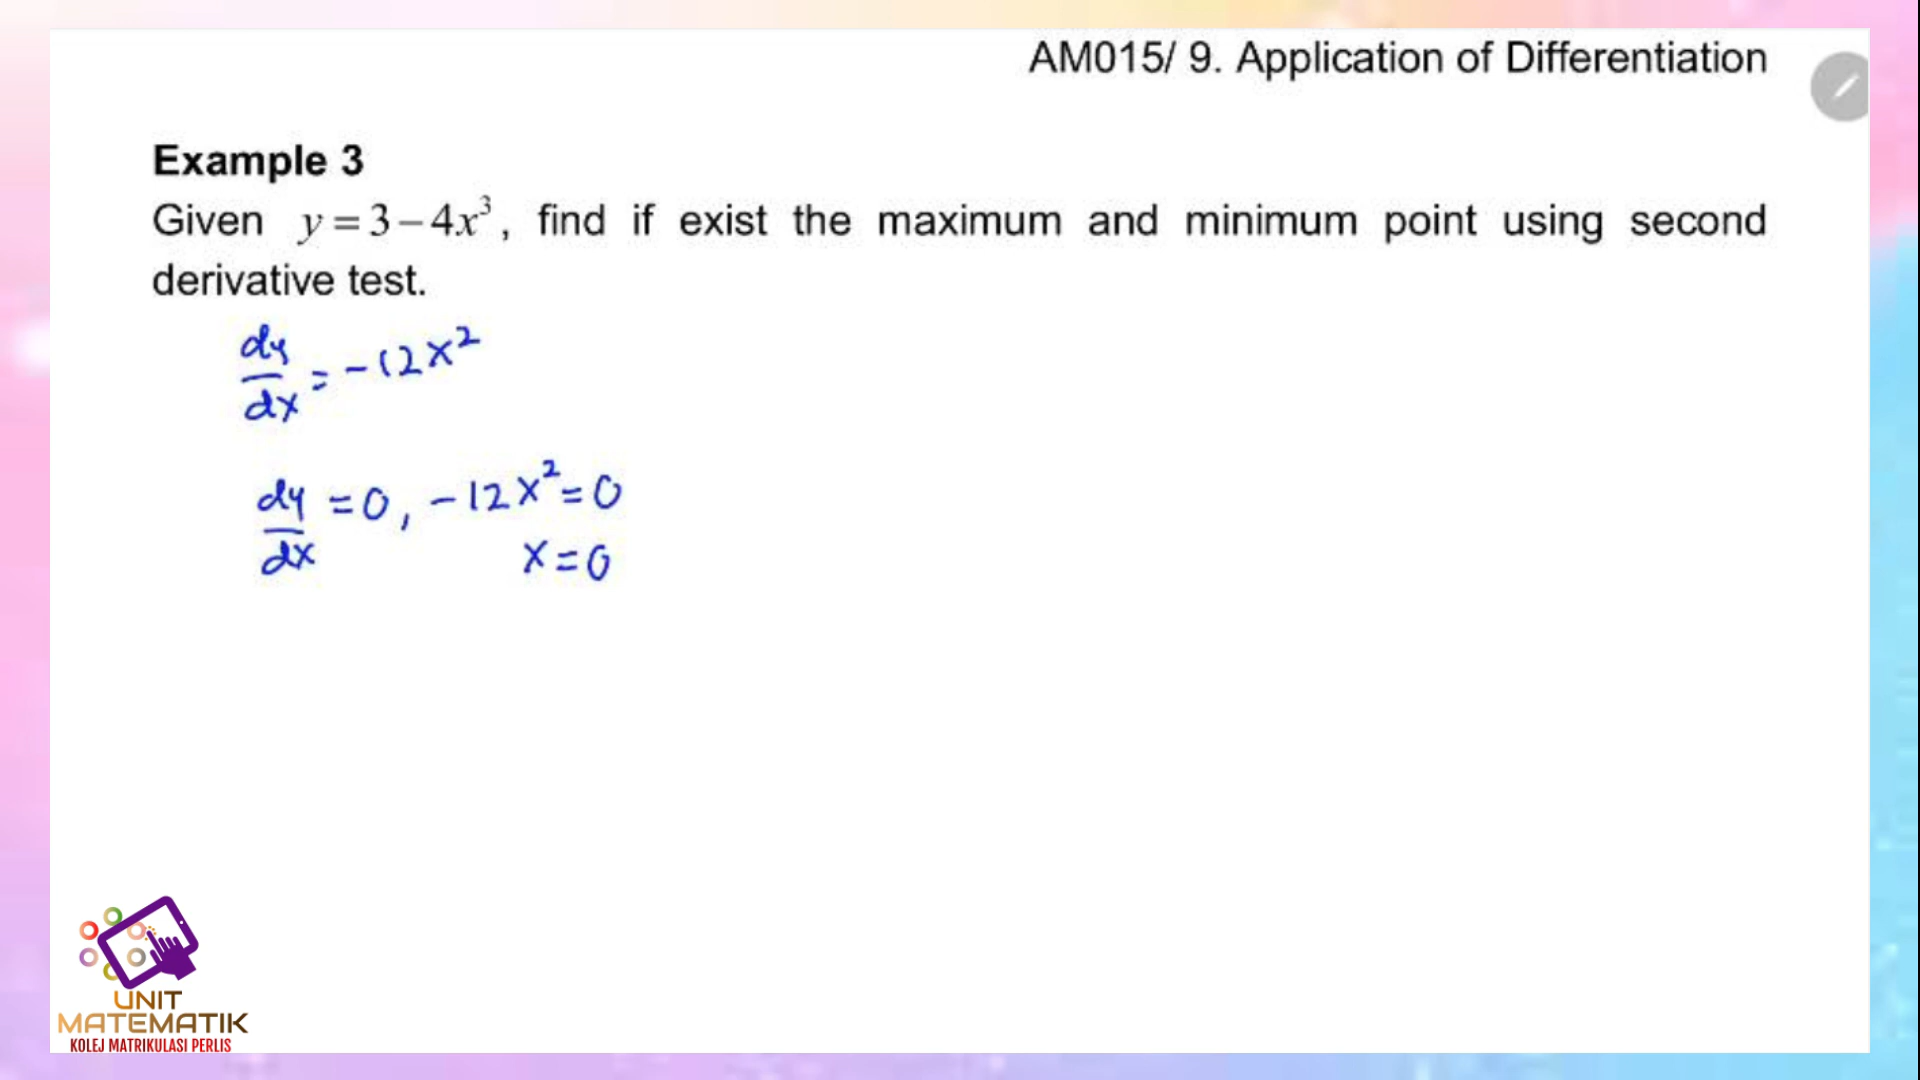 AM015/ 9. Application of Differentiation
Example 3
Given y = 3 − 4x³, find if exist the maximum and minimum point using second
derivative test.
dy/dx = -12x²
dy/dx = 0, -12x² = 0
x = 0
UNIT
MATEMATIK
KOLEJ MATRIKULASI PERLIS